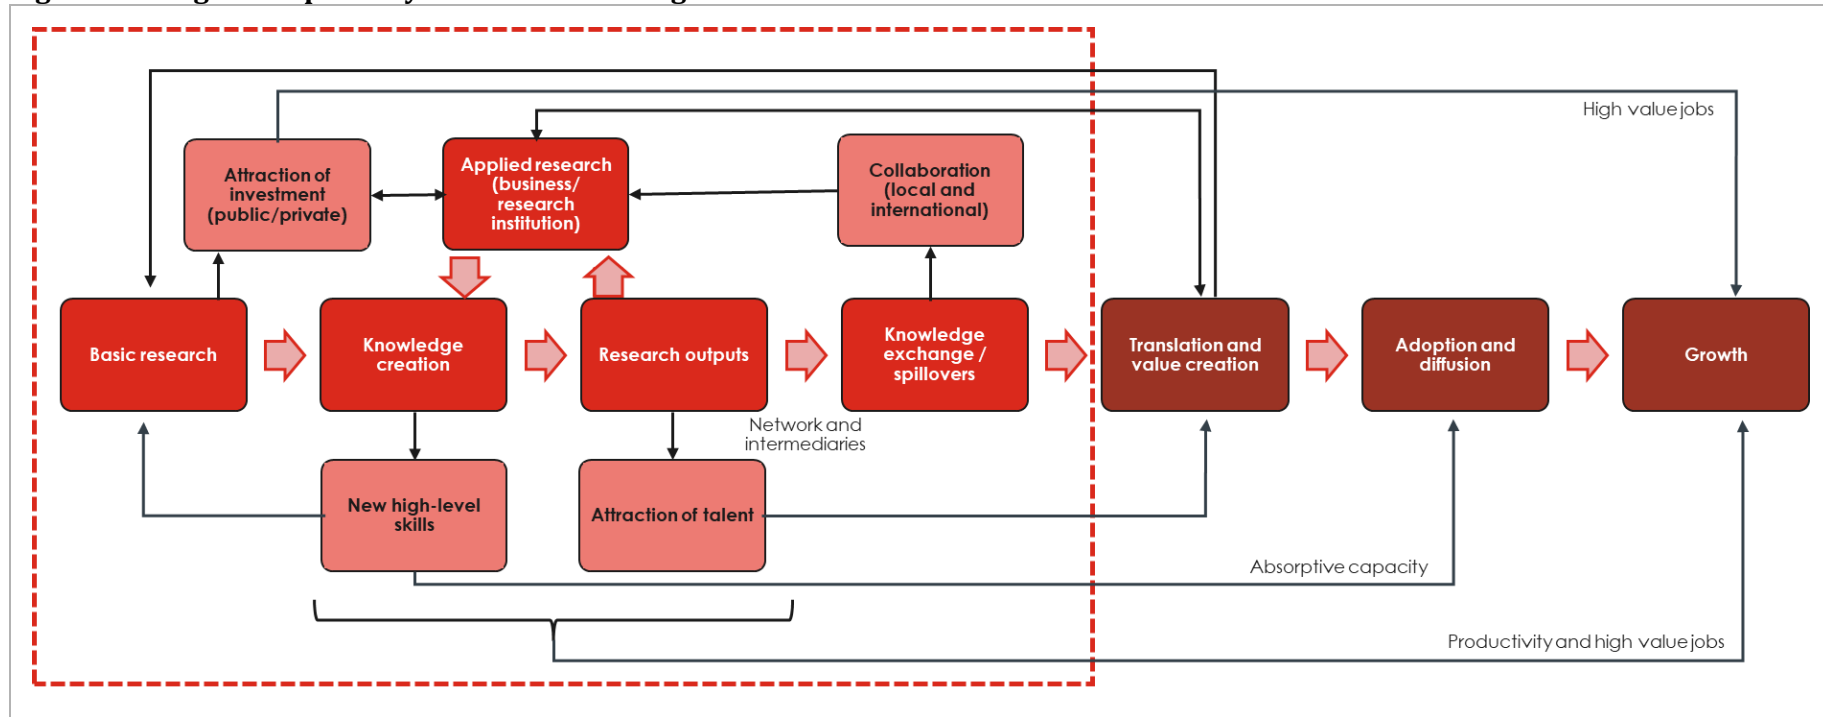 High value jobs
Attraction of
investment
(public/private)
Applied research
(business/
research
institution)
Collaboration
(local and
international)
Basic research
Knowledge
creation
Research outputs
Knowledge
exchange /
spillovers
Translation and
value creation
Adoption and
diffusion
Growth
Network and
intermediaries
New high-level
skills
Attraction of talent
Absorptive capacity
Productivity and high value jobs